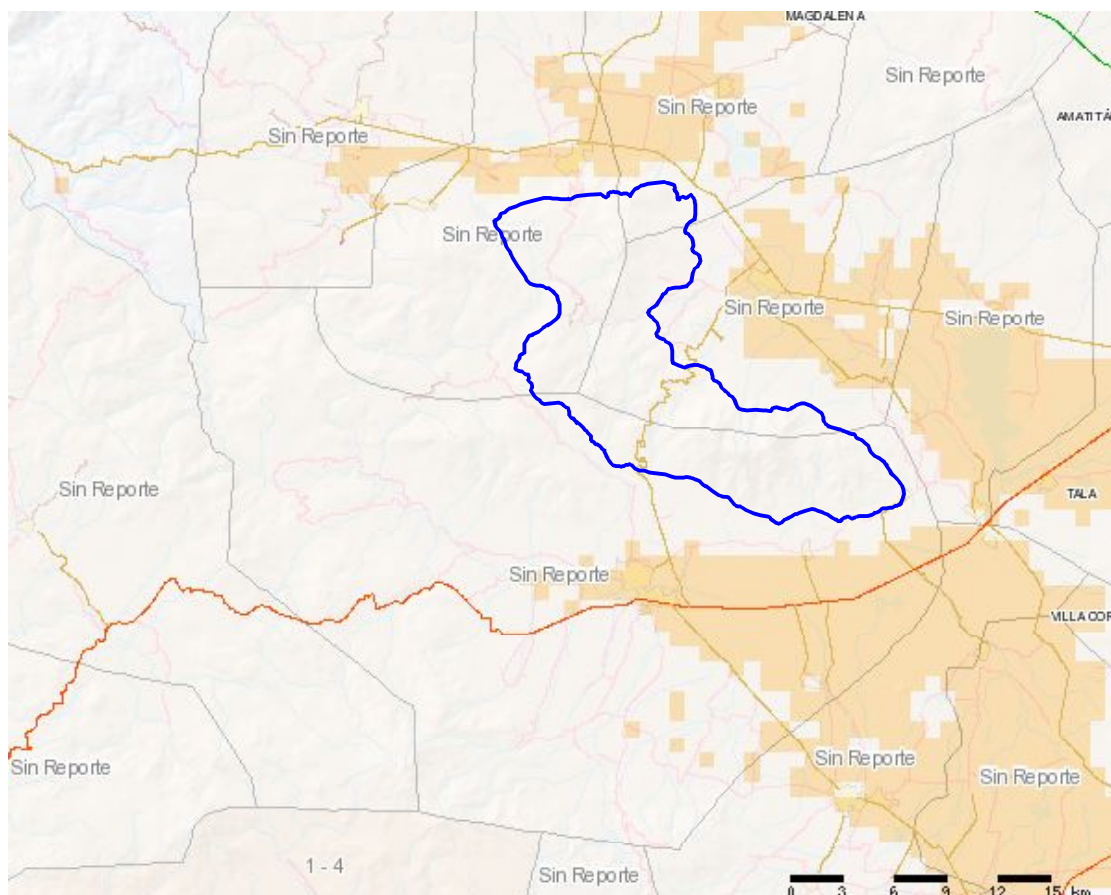 MAGDALENA
Sin Reporte
Sin Reporte
AMATITÁ
Sin Reporte
Sin Reporte
Sin Reporte
Sin Reporte
Sin Reporte
TALA
Sin Reporte
VILLA COR
Sin Reporte
Sin Reporte
Sin Reporte
1 - 4
Sin Reporte
0 3 6 9 12 15 km